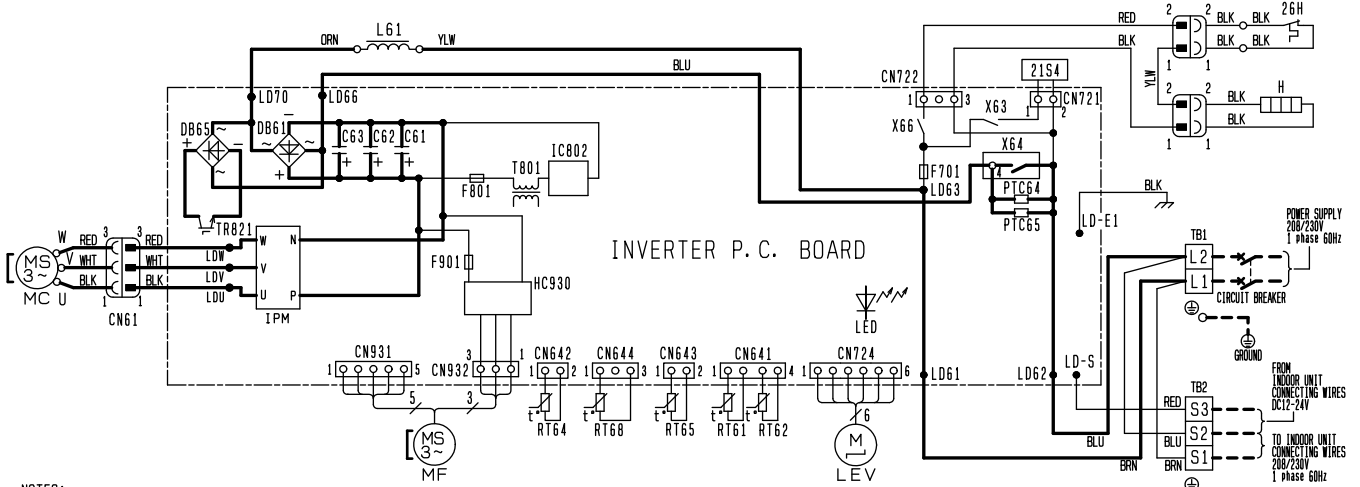 RED
2
2
BLK
BLK
26H
BLK
BLK
BLK
1
1
YLW
2
2
BLK
H
BLK
1
1
ORN
L61
YLW
BLU
CN722
1
3
21S4
CN721
1
2
X63
X66
X64
4
F701
LD63
PTC64
PTC65
LD70
LD66
DB65
~
+
-
~
DB61
-
~
~
+
C63
C62
C61
+
+
+
T801
IC802
F801
TR821
BLK
LD-E1
POWER SUPPLY
208/230V
1 phase 60Hz
TB1
L2
L1
CIRCUIT BREAKER
GROUND
INVERTER P.C. BOARD
W
RED
3
3
RED
LDW
W
N
MS
3~
V
WHT
WHT
LDV
V
MC
U
BLK
1
1
BLK
LDU
U
P
CN61
IPM
F901
HC930
LED
CN931
1
5
CN932
3
1
CN642
1
2
CN644
1
3
CN643
1
2
CN641
1
4
CN724
1
6
LD61
LD62
LD-S
5
3
t°
RT64
t°
RT68
t°
RT65
t°
RT61
t°
RT62
6
MS
3~
MF
M
LEV
FROM
INDOOR UNIT
CONNECTING WIRES
DC12-24V
TB2
RED
S3
BLU
BLU
S2
BRN
BRN
S1
TO INDOOR UNIT
CONNECTING WIRES
208/230V
1 phase 60Hz
NOTES: